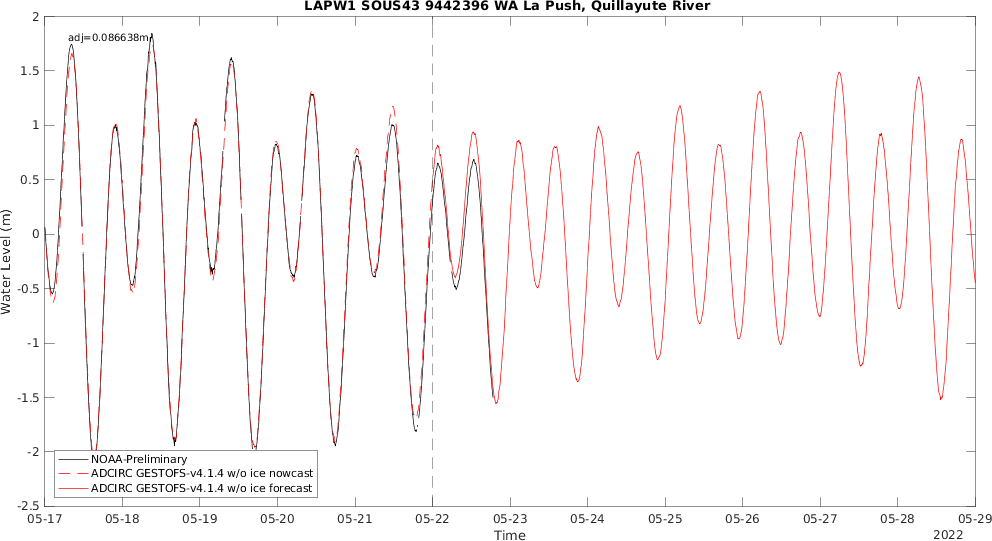 LAPW1 SOUS43 9442396 WA La Push, Quillayute River
adj=0.086638m
2
1.5
1
0.5
0
-0.5
-1
-1.5
-2
-2.5
Water Level (m)
NOAA-Preliminary
ADCIRC GESTOFS-v4.1.4 w/o ice nowcast
ADCIRC GESTOFS-v4.1.4 w/o ice forecast
05-17 05-18 05-19 05-20 05-21 05-22 05-23 05-24 05-25 05-26 05-27 05-28 05-29
Time
2022